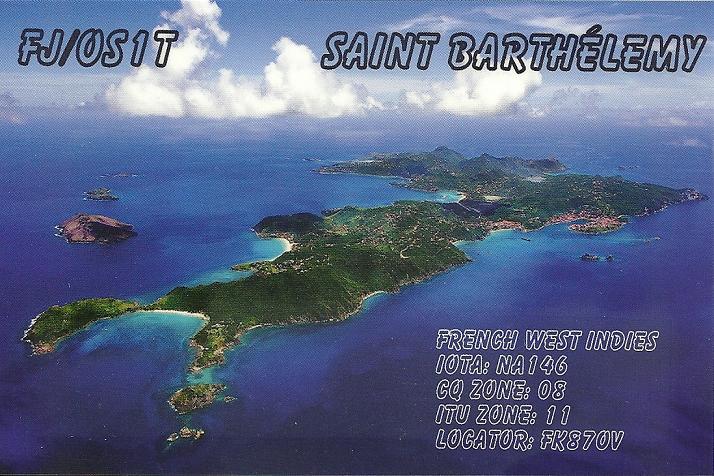 FJ/OS1T
SAINT BARTHÉLEMY
FRENCH WEST INDIES
IOTA: NA146
CQ ZONE: 08
ITU ZONE: 11
LOCATOR: FK87OV